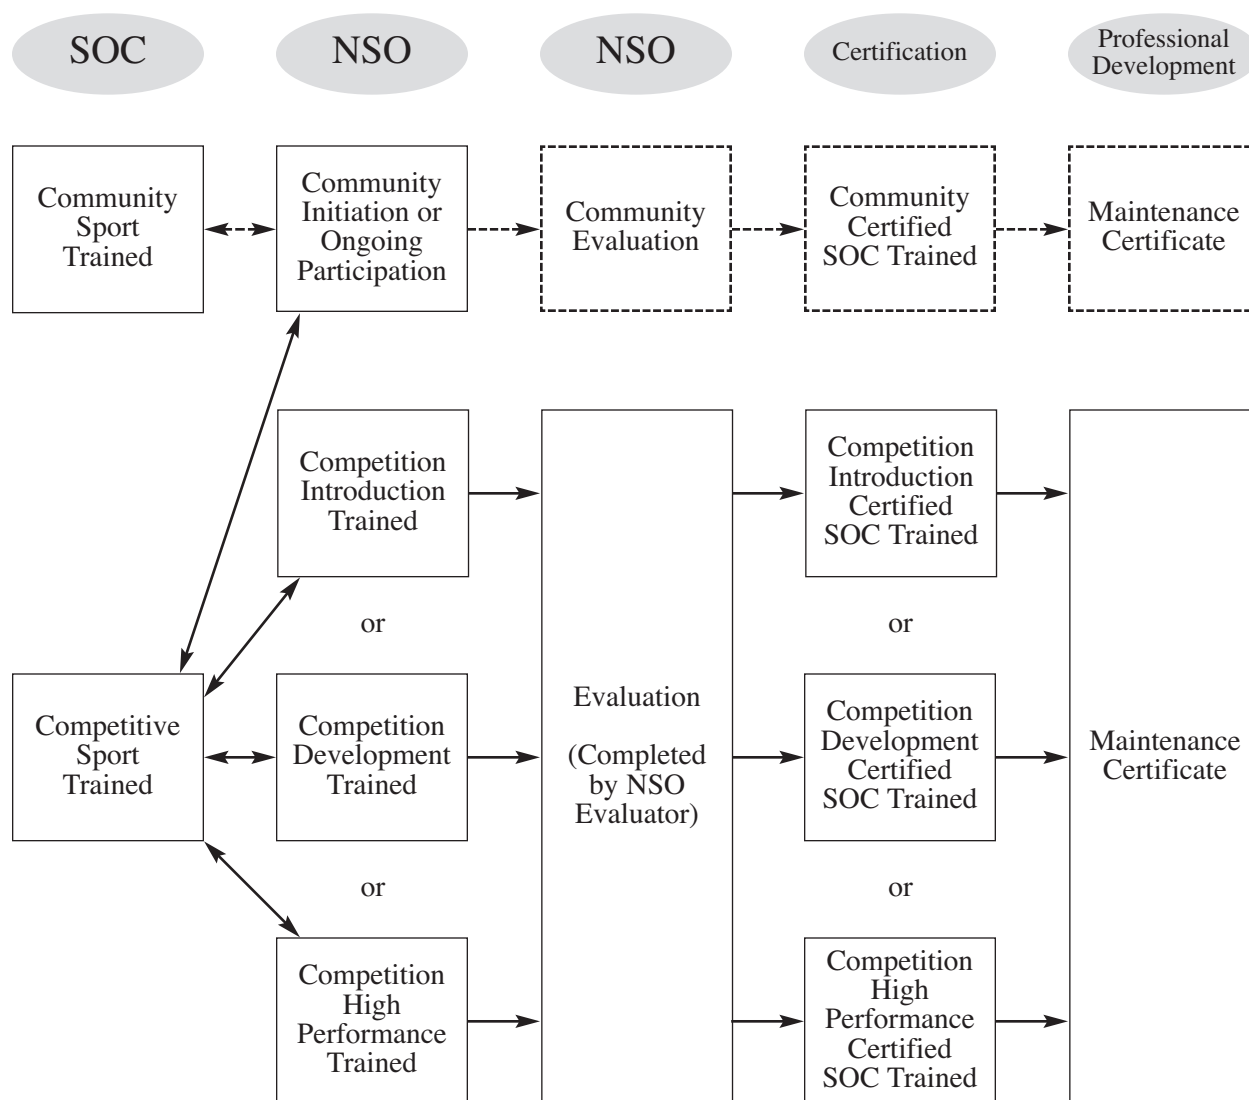 SOC
NSO
NSO
Certification
Professional
Development
Community
Sport
Trained
Community
Initiation or
Ongoing
Participation
Community
Evaluation
Community
Certified
SOC Trained
Maintenance
Certificate
Competition
Introduction
Trained
Competition
Introduction
Certified
SOC Trained
or
or
Competitive
Sport
Trained
Competition
Development
Trained
Evaluation
(Completed
by NSO
Evaluator)
Competition
Development
Certified
SOC Trained
Maintenance
Certificate
or
or
Competition
High
Performance
Trained
Competition
High
Performance
Certified
SOC Trained